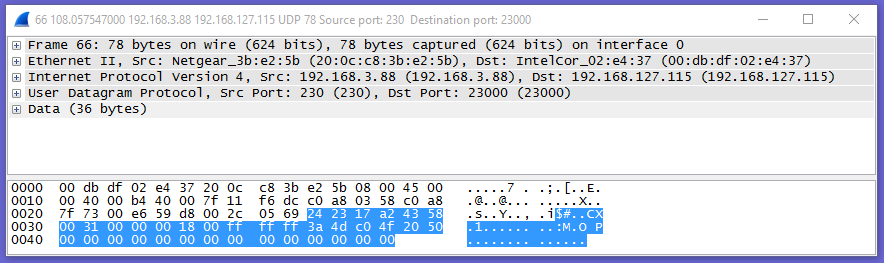 66 108.057547000 192.168.3.88 192.168.127.115 UDP 78 Source port: 230 Destination port: 23000
Frame 66: 78 bytes on wire (624 bits), 78 bytes captured (624 bits) on interface 0
Ethernet II, Src: Netgear_3b:e2:5b (20:0c:c8:3b:e2:5b), Dst: IntelCor_02:e4:37 (00:db:df:02:e4:37)
Internet Protocol Version 4, Src: 192.168.3.88 (192.168.3.88), Dst: 192.168.127.115 (192.168.127.115)
User Datagram Protocol, Src Port: 230 (230), Dst Port: 23000 (23000)
Data (36 bytes)
0000 00 db df 02 e4 37 20 0c c8 3b e2 5b 08 00 45 00 .....7 . .;.[..E.
0010 00 40 00 b4 40 00 7f 11 f6 dc c0 a8 03 58 c0 a8 .@..@... .....X..
0020 7f 73 00 e6 59 d8 00 2c 05 69 24 23 17 a2 43 58 .s..Y.., .i$#..CX
0030 00 31 00 00 00 18 00 ff ff ff 3a 4d c0 4f 20 50 .1...... ..:M.O P
0040 00 00 00 00 00 00 00 00 00 00 00 00 00 00 ........ ......